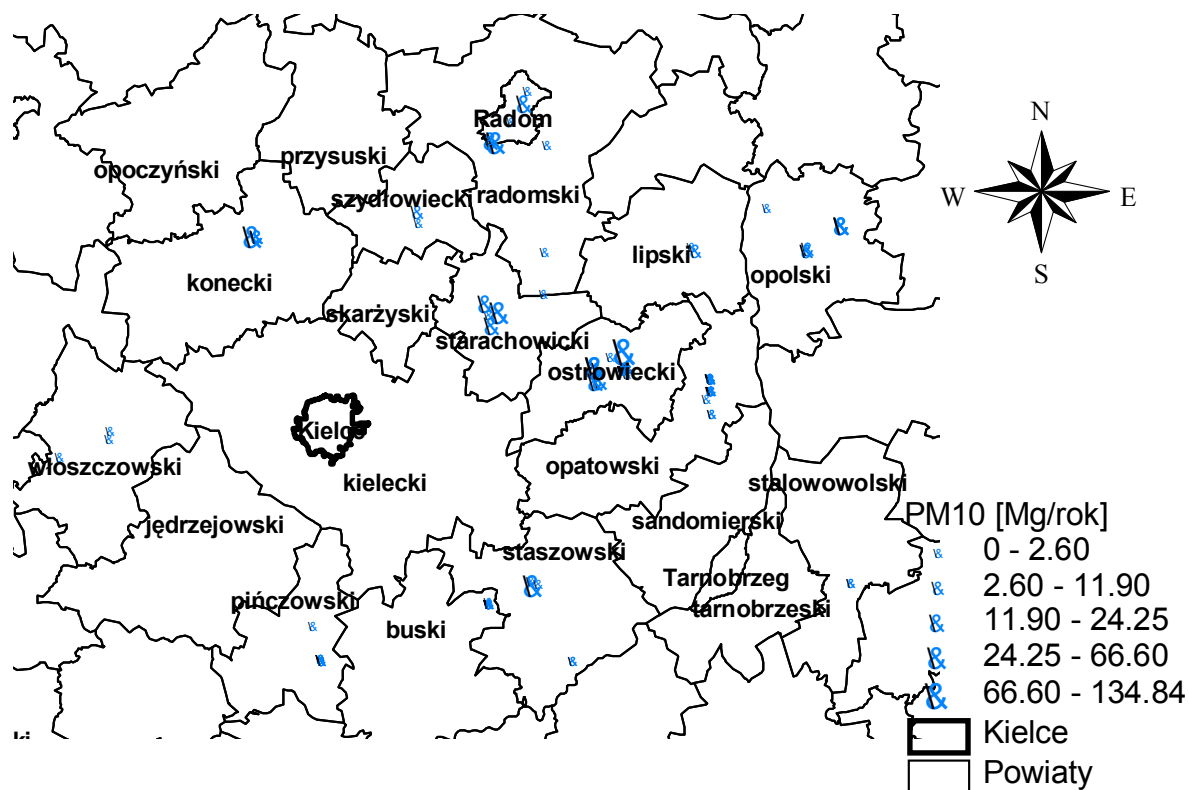 Radom
przysuski
opoczyński
szydłowiecki
radomski
N
W
E
S
lipski
opolski
konecki
skarżyski
starachowicki
ostrowiecki
Kielce
włoszczowski
opatowski
stalowowolski
kielecki
jędrzejowski
sandomierski
staszowski
Tarnobrzeg
tarnobrzeski
pińczowski
buski
PM10 [Mg/rok]
0 - 2.60
2.60 - 11.90
11.90 - 24.25
24.25 - 66.60
66.60 - 134.84
Kielce
Powiaty